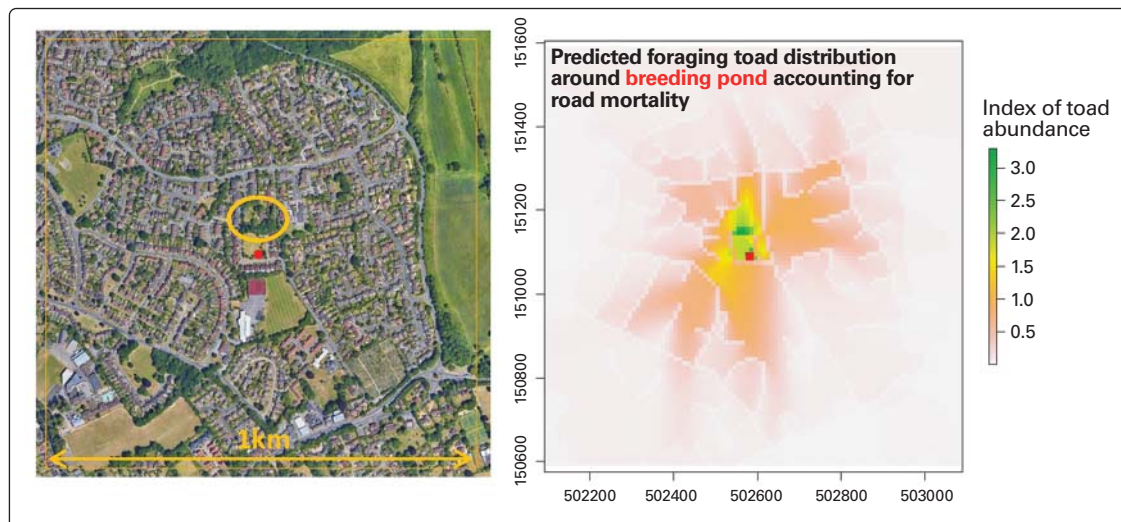 1km
Predicted foraging toad distribution
around breeding pond accounting for
road mortality
151600
151400
151200
151000
150800
150600
502200 502400 502600 502800 503000
Index of toad
abundance
3.0
2.5
2.0
1.5
1.0
0.5